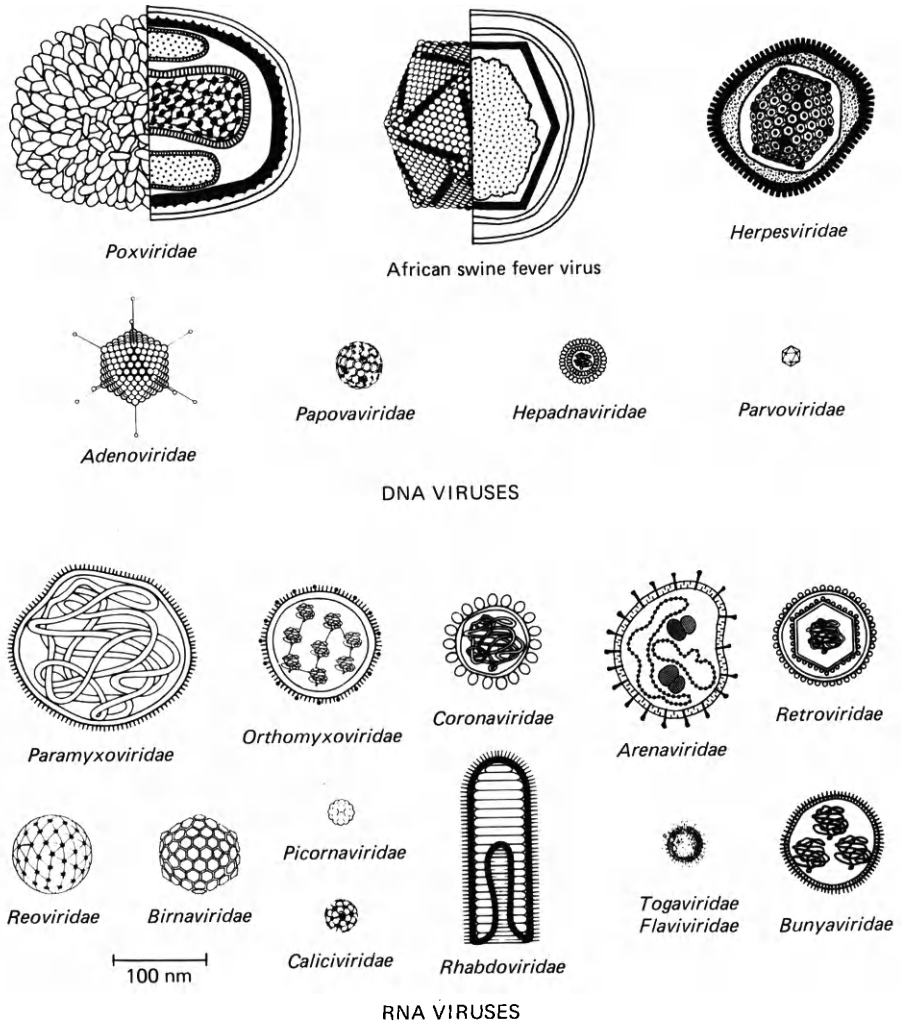 Poxviridae
African swine fever virus
Herpesviridae
Adenoviridae
Papovaviridae
Hepadnaviridae
Parvoviridae
DNA VIRUSES
Paramyxoviridae
Orthomyxoviridae
Coronaviridae
Arenaviridae
Retroviridae
Reoviridae
Birnaviridae
Picornaviridae
Caliciviridae
Rhabdoviridae
Togaviridae
Flaviviridae
Bunyaviridae
100 nm
RNA VIRUSES